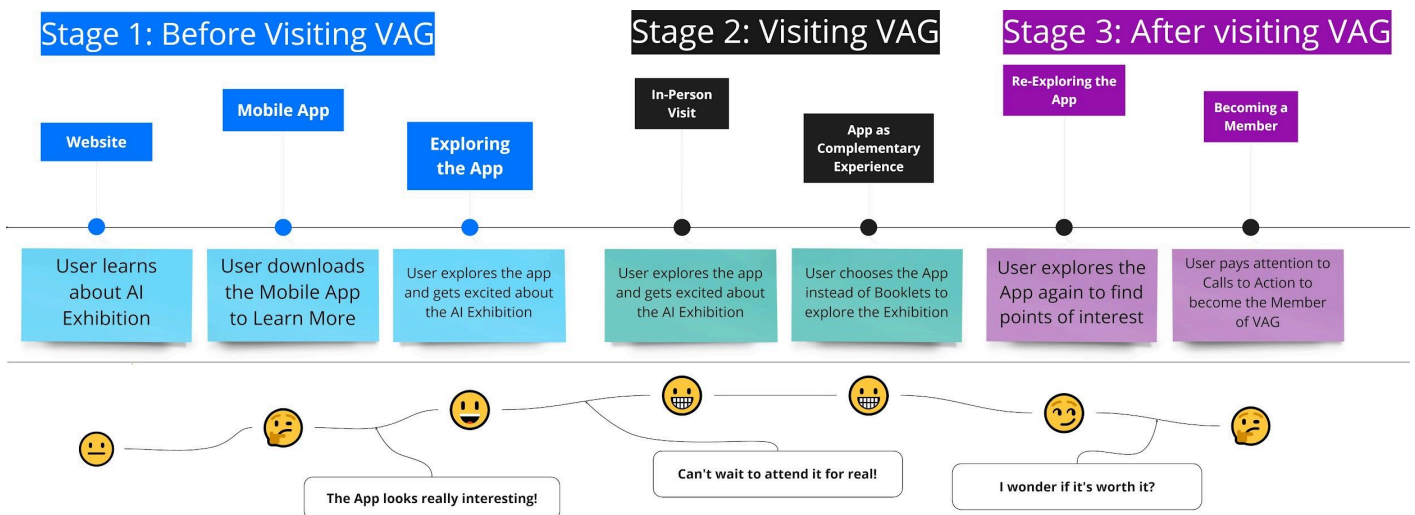 Stage 1: Before Visiting VAG
Stage 2: Visiting VAG
Stage 3: After visiting VAG
Website
Mobile App
Exploring
the App
In-Person
Visit
App as
Complementary
Experience
Re-Exploring the
App
Becoming a
Member
User learns
about AI
Exhibition
User downloads
the Mobile App
to Learn More
User explores the app
and gets excited about
the AI Exhibition
User explores the app
and gets excited about
the AI Exhibition
User chooses the App
instead of Booklets to
explore the Exhibition
User explores the
App again to find
points of interest
User pays attention to
Calls to Action to
become the Member
of VAG
The App looks really interesting!
Can't wait to attend it for real!
I wonder if it's worth it?